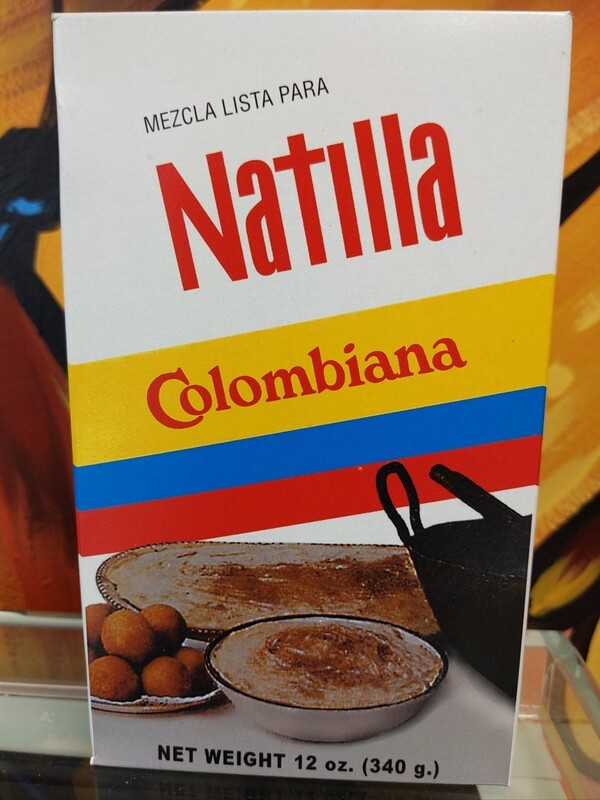 MEZCLA LISTA PARA
Natilla
Colombiana
NET WEIGHT 12 oz. (340 g.)